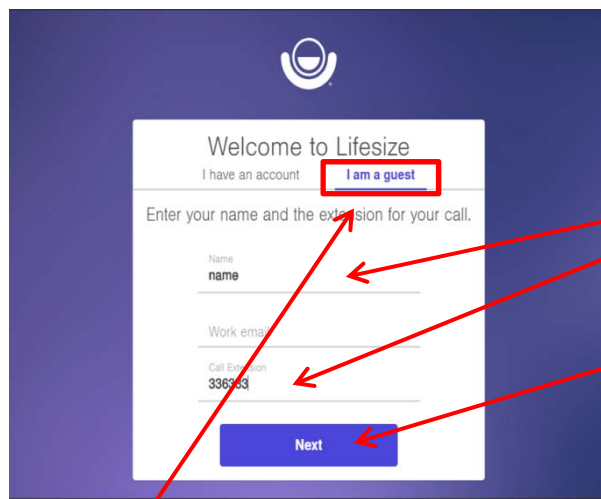 Welcome to Lifesize
I have an account I am a guest
Enter your name and the extension for your call.
Name
name
Work email
Call Extension
336333
Next